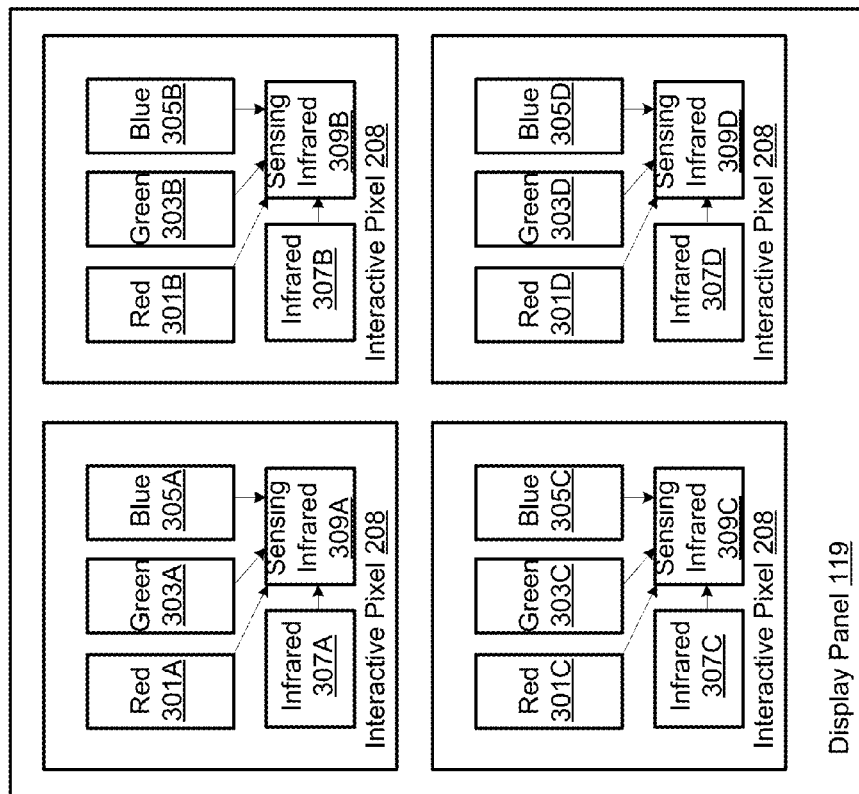 Red
301A
Green
303A
Blue
305A
Infrared
307A
Sensing
Infrared
309A
Interactive Pixel 208
Red
301B
Green
303B
Blue
305B
Infrared
307B
Sensing
Infrared
309B
Interactive Pixel 208
Red
301C
Green
303C
Blue
305C
Infrared
307C
Sensing
Infrared
309C
Interactive Pixel 208
Red
301D
Green
303D
Blue
305D
Infrared
307D
Sensing
Infrared
309D
Interactive Pixel 208
Display Panel 119